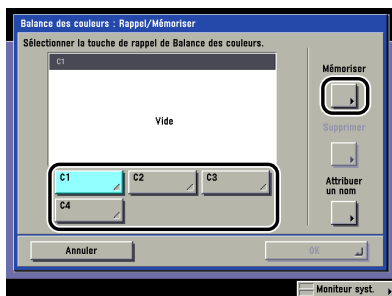 Balance des couleurs : Rappel/Mémoriser
Sélectionner la touche de rappel de Balance des couleurs.
C1
Mémoriser
Vide
Supprimer
C1
C2
C3
Attribuer
un nom
C4
Annuler
OK
Moniteur syst.